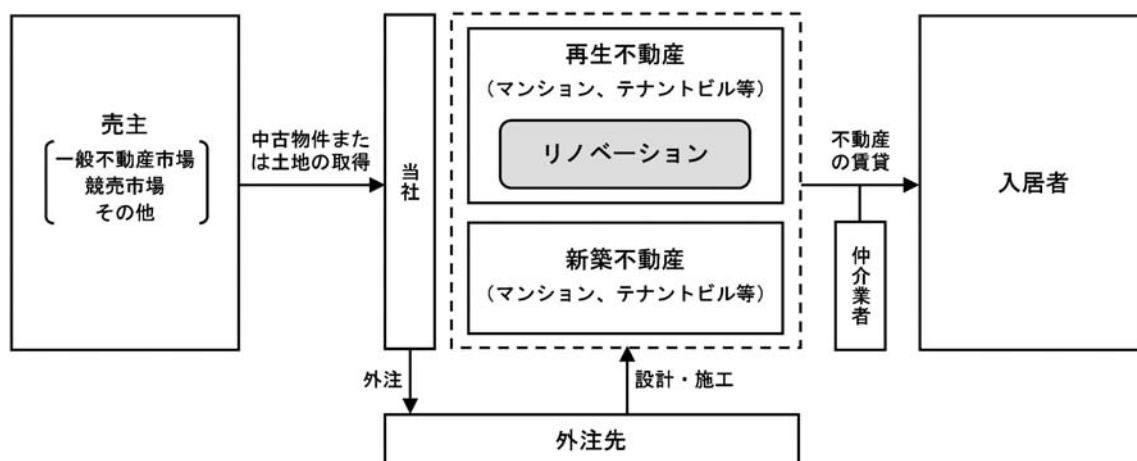 売主
一般不動産市場
競売市場
その他
中古物件また
は土地の取得
当社
再生不動産
（マンション、テナントビル等）
リノベーション
新築不動産
（マンション、テナントビル等）
不動産
の賃貸
仲介業者
入居者
外注
設計・施工
外注先